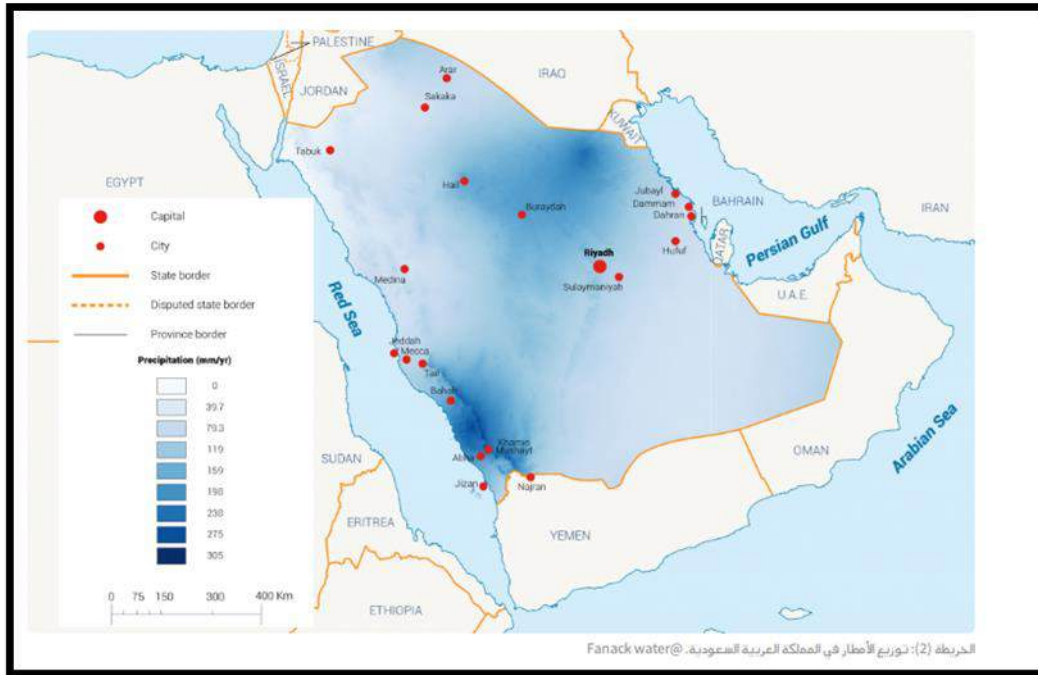 PALESTINE
ISRAEL
JORDAN
IRAQ
KUWAIT
Arar
Sakaka
Tabuk
EGYPT
Hail
Buraydah
Jubayl
Dammam
Dahran
BAHRAIN
IRAN
Hufuf
QATAR
Persian Gulf
Riyadh
Sulaymaniyah
U.A.E.
Medina
Red Sea
Jeddah
Mecca
Taif
Bahah
Khamis
Mushayt
Abha
Jizan
Najran
OMAN
Arabian Sea
SUDAN
ERITREA
YEMEN
ETHIOPIA
Capital
City
State border
Disputed state border
Province border
Precipitation (mm/yr)
0
39.7
79.3
119
159
198
238
275
305
0 75 150 300 400 Km
الخريطة (2): توزيع الأمطار في المملكة العربية السعودية. @Fanack water